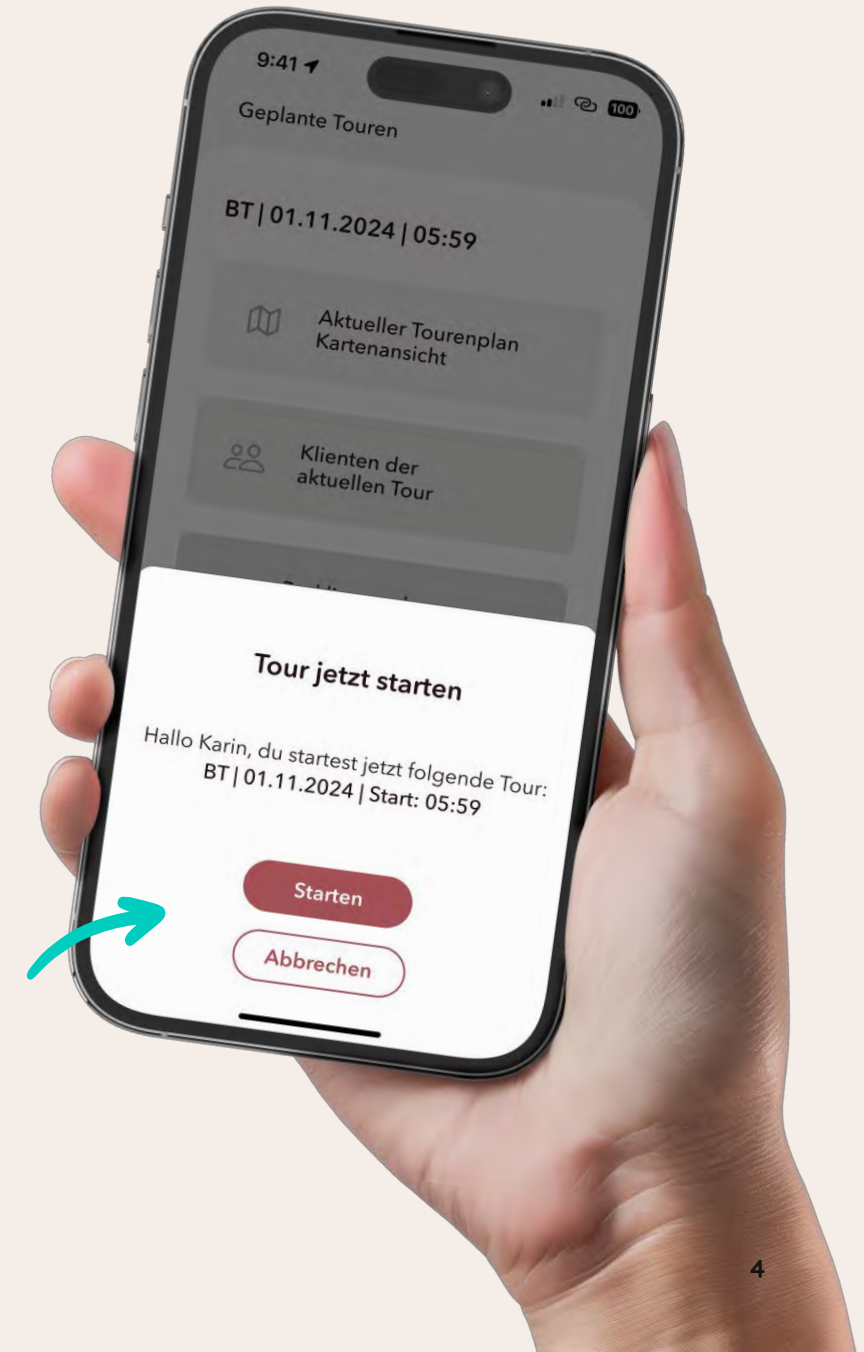 9:41
100
Geplante Touren
BT | 01.11.2024 | 05:59
Aktueller Tourenplan
Kartenansicht
Klienten der
aktuellen Tour
Tour jetzt starten
Hallo Karin, du startest jetzt folgende Tour:
BT | 01.11.2024 | Start: 05:59
Starten
Abbrechen
4